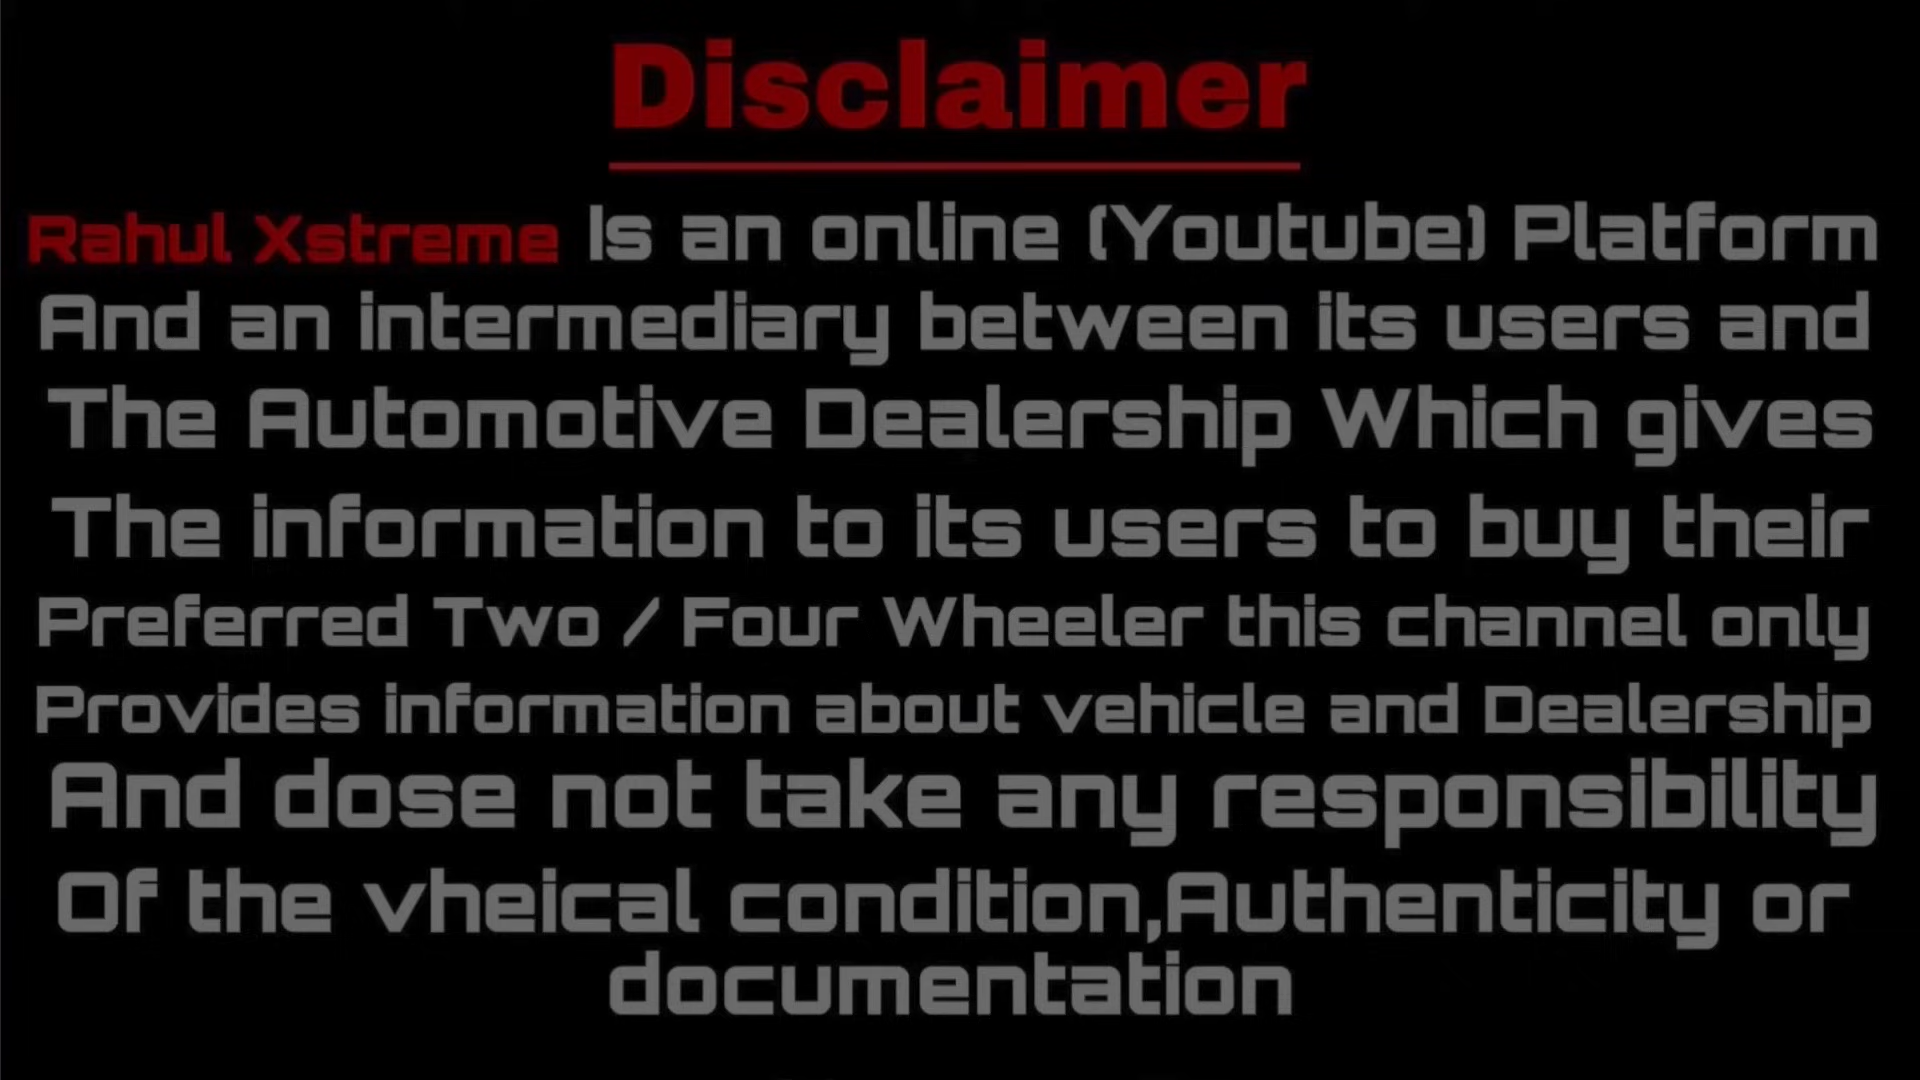 Disclaimer
Rahul Xstreme Is an online (Youtube) Platform
And an intermediary between its users and
The Automotive Dealership Which gives
The information to its users to buy their
Preferred Two / Four Wheeler this channel only
Provides information about vehicle and Dealership
And dose not take any responsibility
Of the vheical condition,Authenticity or
documentation